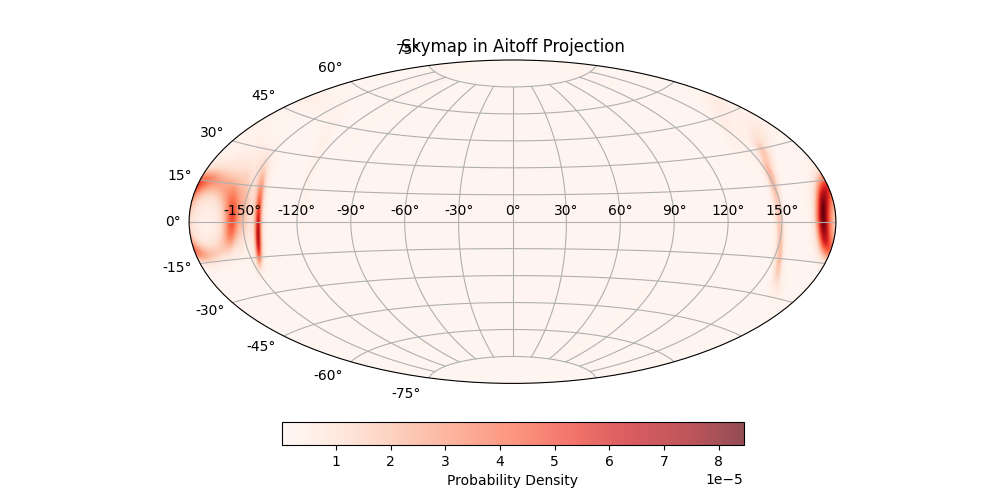 75°
Skymap in Aitoff Projection
60°
45°
30°
15°
-150° -120° -90° -60° -30° 0° 30° 60° 90° 120° 150°
0°
-15°
-30°
-45°
-60°
-75°
1 2 3 4 5 6 7 8
Probability Density
1e−5